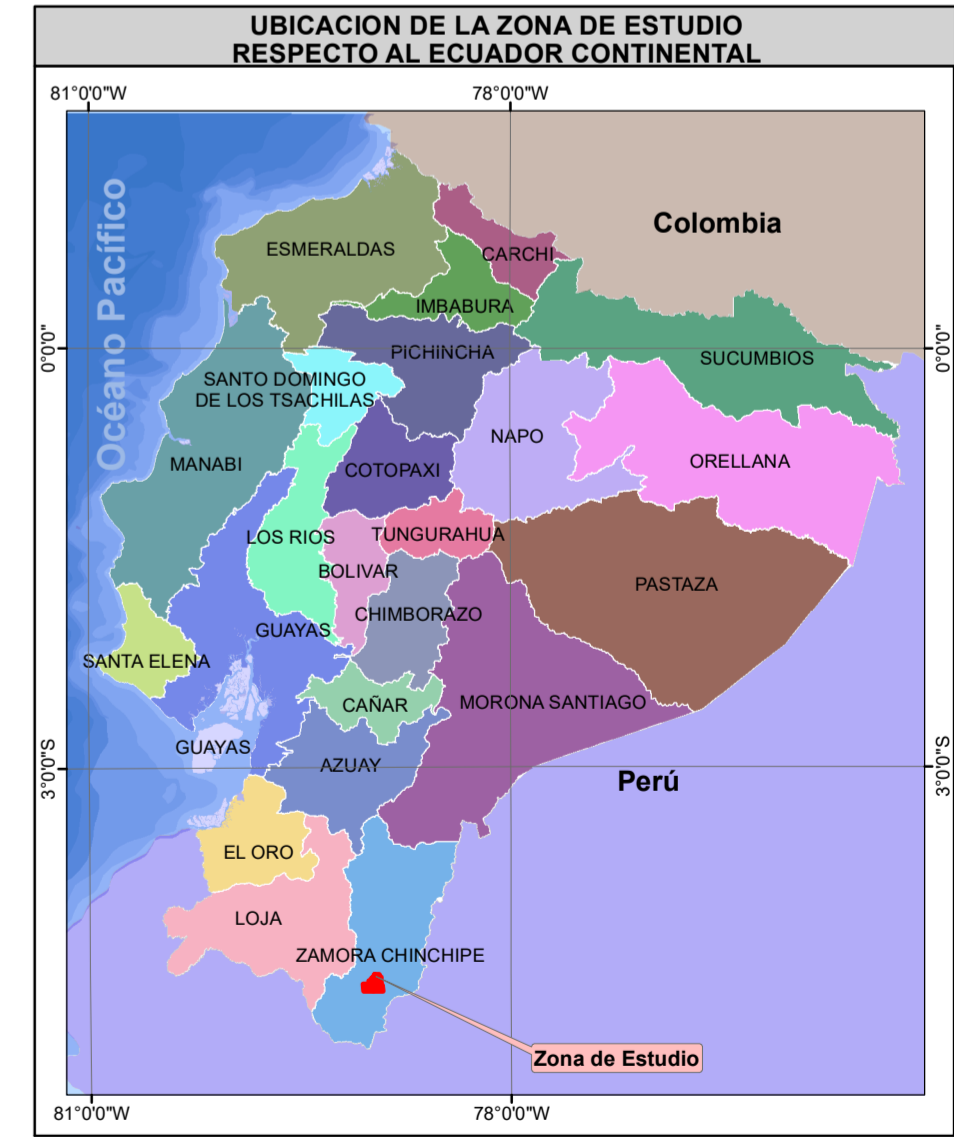 UBICACION DE LA ZONA DE ESTUDIO
RESPECTO AL ECUADOR CONTINENTAL
81°0'0"W
78°0'0"W
Océano Pacífico
Colombia
ESMERALDAS
CARCHI
IMBABURA
0°0'0"
0°0'0"
PICHINCHA
SUCUMBIOS
SANTO DOMINGO
DE LOS TSACHILAS
NAPO
MANABI
COTOPAXI
ORELLANA
LOS RIOS
TUNGURAHUA
BOLIVAR
PASTAZA
CHIMBORAZO
GUAYAS
SANTA ELENA
CAÑAR
MORONA SANTIAGO
GUAYAS
AZUAY
3°0'0"S
3°0'0"S
Perú
EL ORO
LOJA
ZAMORA CHINCHIPE
Zona de Estudio
81°0'0"W
78°0'0"W